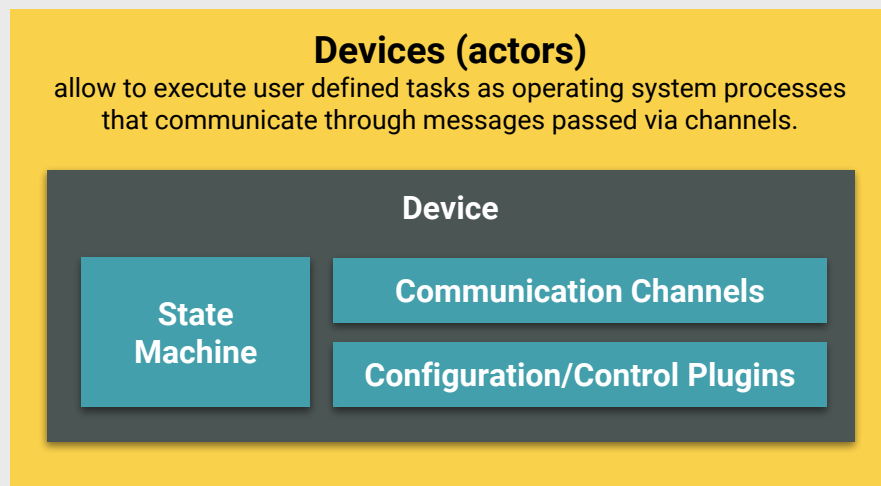 Devices (actors)
allow to execute user defined tasks as operating system processes
that communicate through messages passed via channels.
Device
State
Machine
Communication Channels
Configuration/Control Plugins